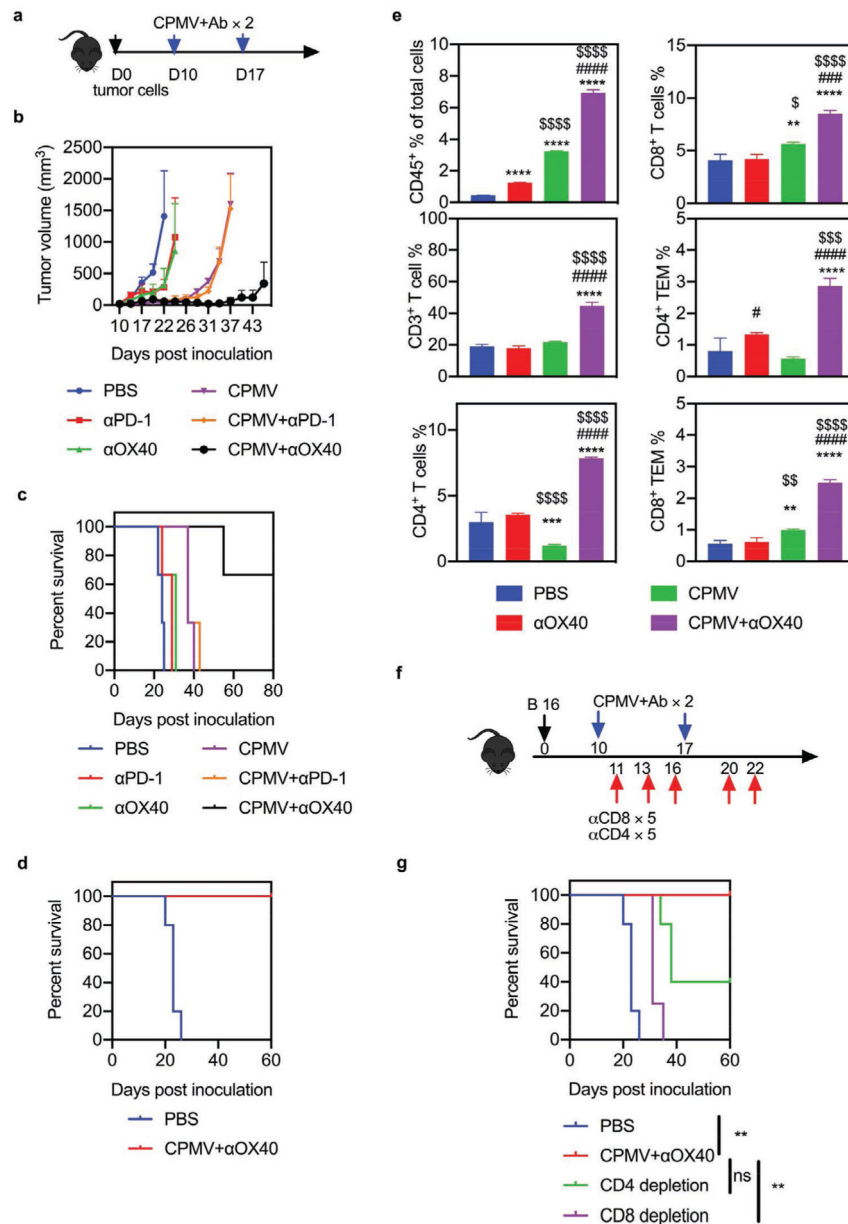 a
CPMV+Ab × 2
D0
D10
D17
tumor cells
b
Tumor volume (mm³)
2500
2000
1500
1000
500
0
10 17 22 26 31 37 43
Days post inoculation
PBS
CPMV
αPD-1
CPMV+αPD-1
αOX40
CPMV+αOX40
c
Percent survival
100
80
60
40
20
0
0 20 40 60 80
Days post inoculation
PBS
CPMV
αPD-1
CPMV+αPD-1
αOX40
CPMV+αOX40
d
Percent survival
100
80
60
40
20
0
0 20 40 60
Days post inoculation
PBS
CPMV+αOX40
e
CD45⁺ % of total cells
8
6
4
2
0
****
$$$$
****
$$$$
####
****
CD8⁺ T cells %
15
10
5
0
$
**
$$$$
###
****
CD3⁺ T cell %
100
80
60
40
20
0
$$$$
####
****
CD4⁺ TEM %
5
4
3
2
1
0
#
$$$
####
****
CD4⁺ T cells %
10
5
0
$$$$
***
$$$$
####
****
CD8⁺ TEM %
5
4
3
2
1
0
$$
**
$$$$
####
****
PBS
CPMV
αOX40
CPMV+αOX40
f
B 16
CPMV+Ab × 2
0
10
17
11 13 16 20 22
αCD8 × 5
αCD4 × 5
g
Percent survival
100
80
60
40
20
0
0 20 40 60
Days post inoculation
PBS
CPMV+αOX40
CD4 depletion
CD8 depletion
**
ns
**